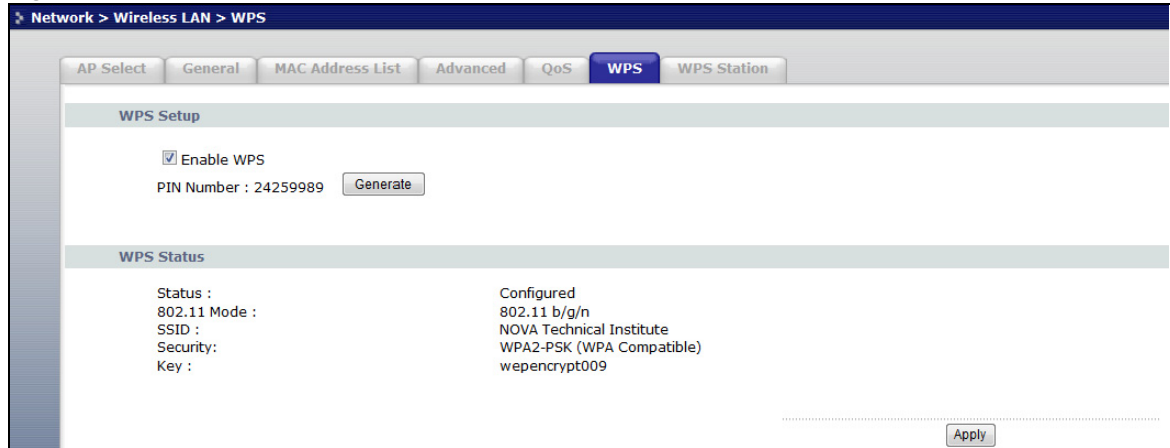 Network > Wireless LAN > WPS
AP Select General MAC Address List Advanced QoS WPS WPS Station
WPS Setup
Enable WPS
PIN Number : 24259989 Generate
WPS Status
Status : Configured
802.11 Mode : 802.11 b/g/n
SSID : NOVA Technical Institute
Security: WPA2-PSK (WPA Compatible)
Key : wepencrypt009
Apply